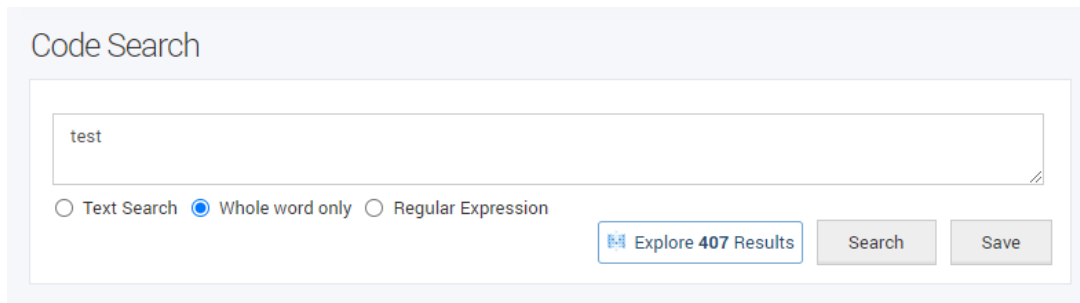 Code Search
test
Text Search Whole word only Regular Expression
Explore 407 Results Search Save